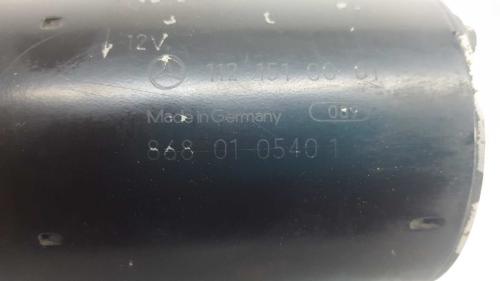 12V
112 151 00 01
Made in Germany
868 01 0540 1